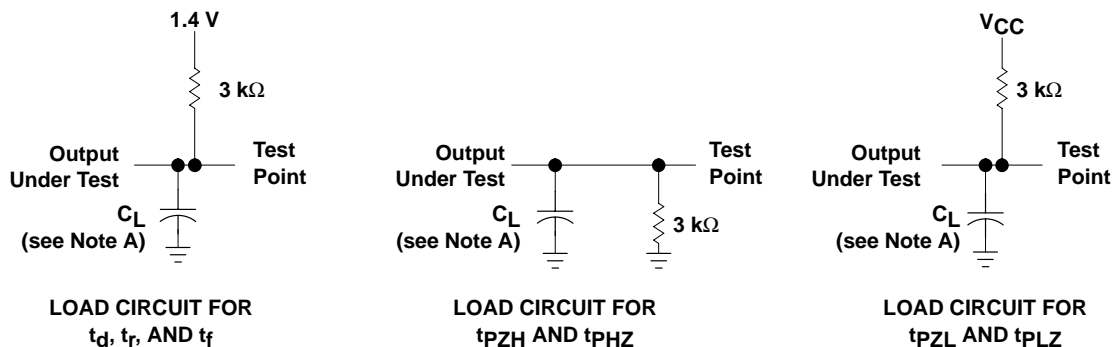 1.4 V
3 kΩ
Output
Under Test
Test
Point
CL
(see Note A)
LOAD CIRCUIT FOR
td, tr, AND tf
Output
Under Test
Test
Point
CL
(see Note A)
3 kΩ
LOAD CIRCUIT FOR
tPZH AND tPHZ
VCC
3 kΩ
Output
Under Test
Test
Point
CL
(see Note A)
LOAD CIRCUIT FOR
tPZL AND tPLZ